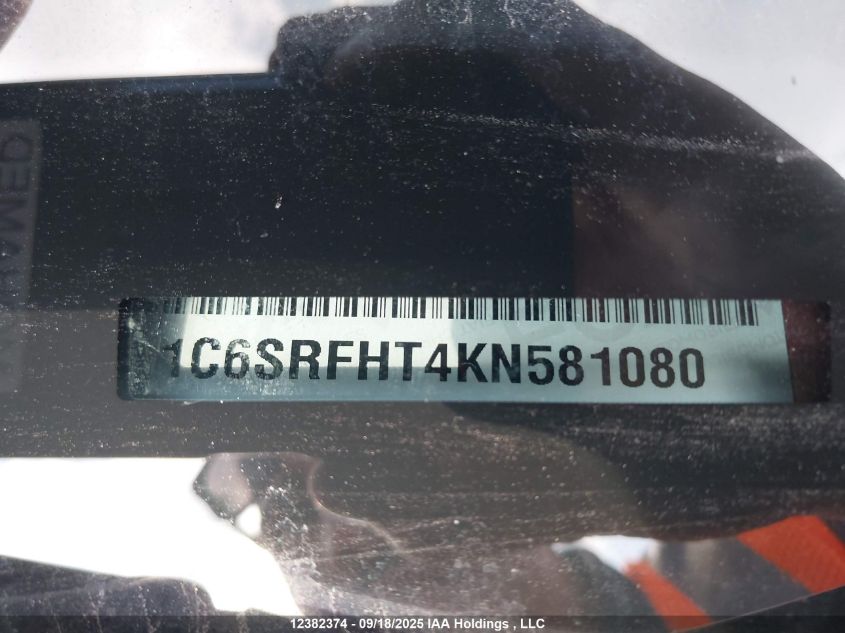 1C6SRFHT4KN581080
12382374 - 09/18/2025 IAA Holdings , LLC